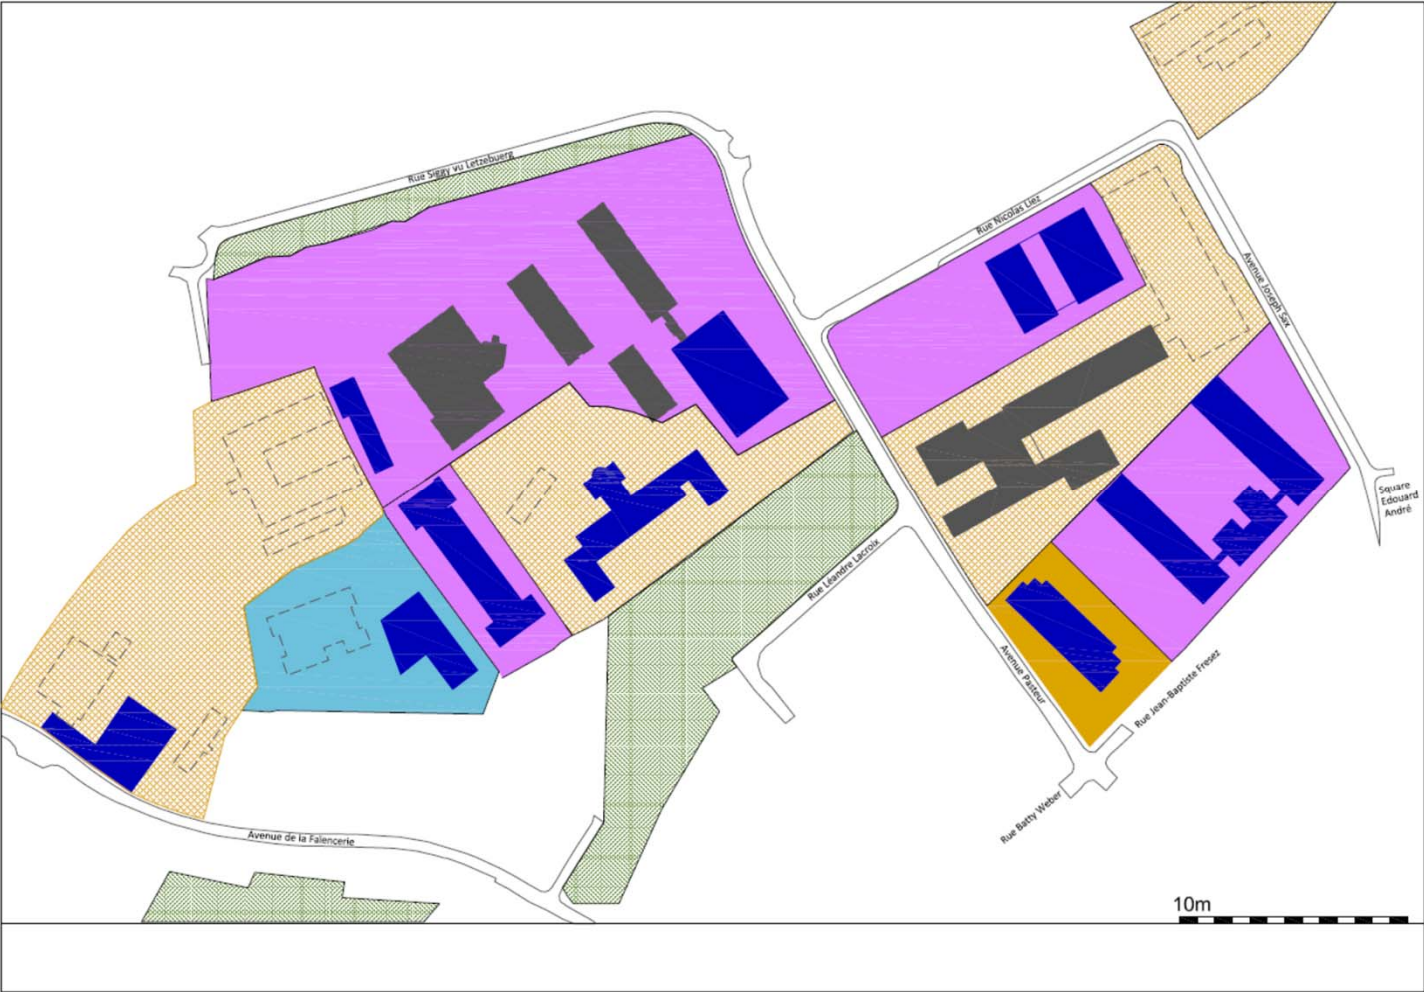 Rue Siggy vu Letzebuerg
Rue Nicolas Liez
Avenue Joseph Sax
Square
Edouard
André
Rue Léandre Lacroix
Avenue Pasteur
Rue Jean-Baptiste Fresez
Rue Batty Weber
Avenue de la Faïencerie
10m